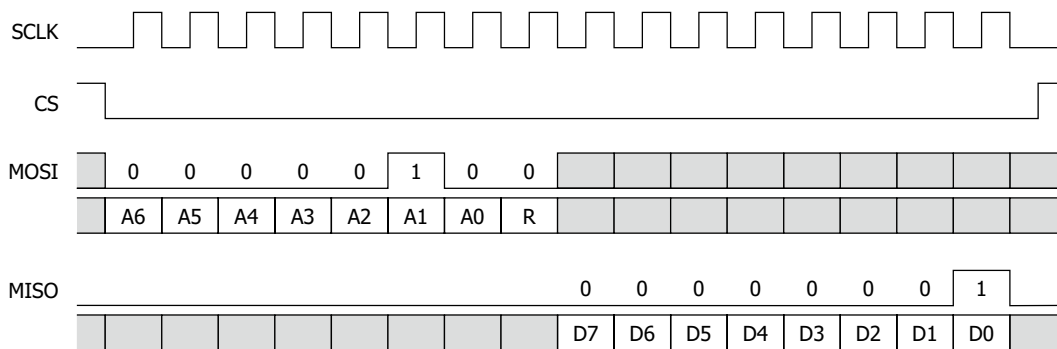 SCLK
CS
MOSI 0 0 0 0 0 1 0 0
A6 A5 A4 A3 A2 A1 A0 R
MISO 0 0 0 0 0 0 0 1
D7 D6 D5 D4 D3 D2 D1 D0